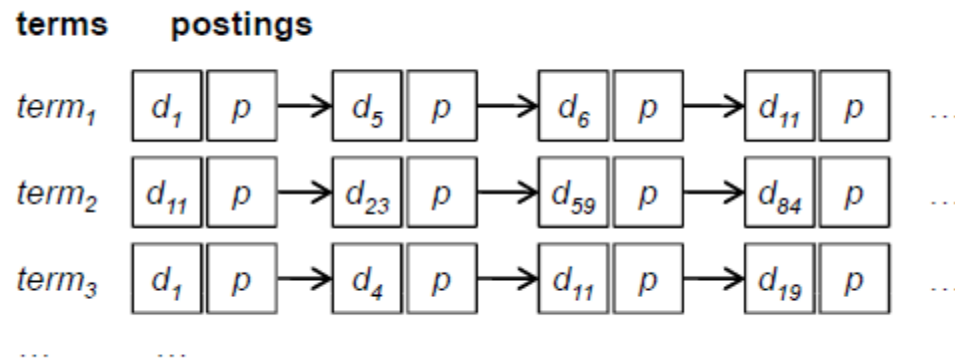 terms postings
term₁ d₁ p d₅ p d₆ p d₁₁ p ...
term₂ d₁₁ p d₂₃ p d₅₉ p d₈₄ p ...
term₃ d₁ p d₄ p d₁₁ p d₁₉ p ...
... ...